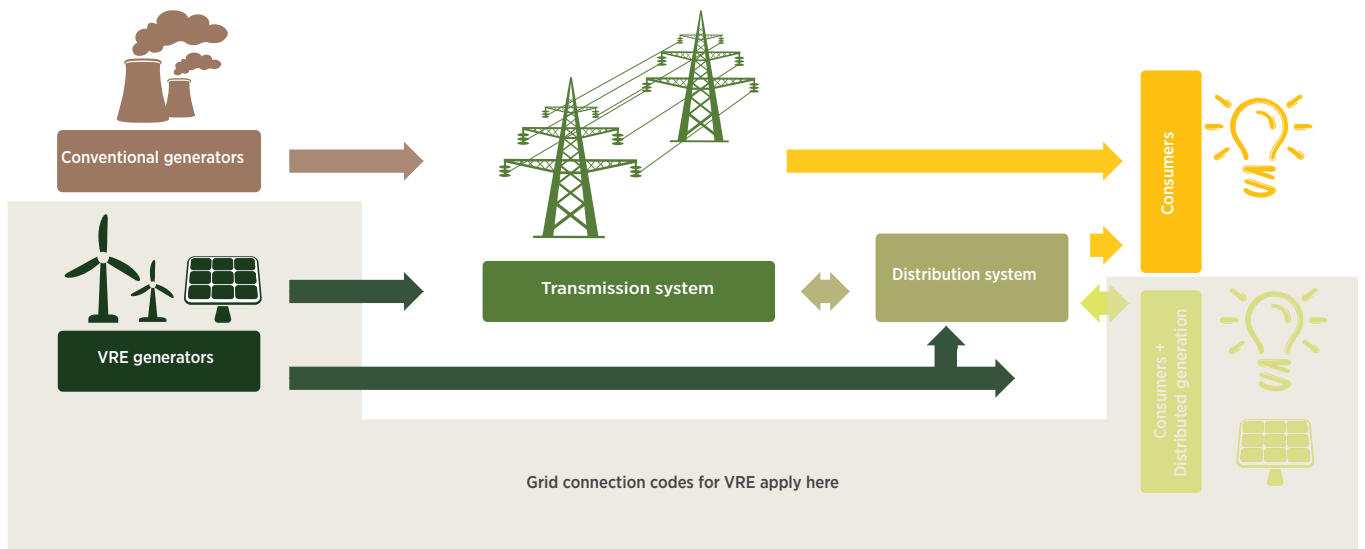 Conventional generators
Consumers
Transmission system
Distribution system
VRE generators
Consumers +
Distributed generation
Grid connection codes for VRE apply here